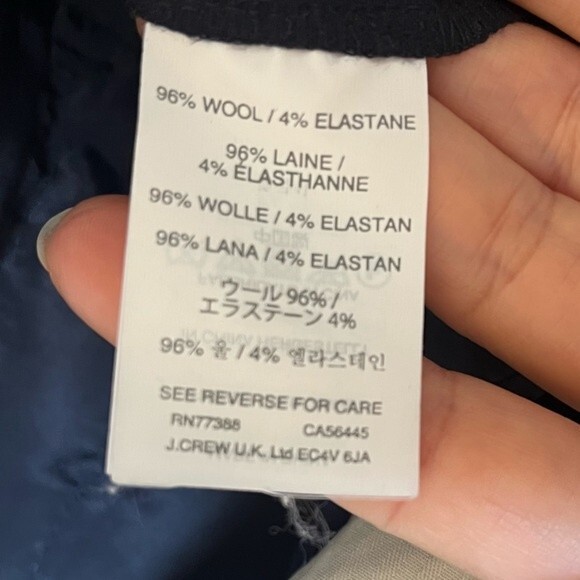 96% WOOL / 4% ELASTANE
96% LAINE /
4% ÉLASTHANNE
96% WOLLE / 4% ELASTAN
96% LANA / 4% ELASTAN
ウール 96% /
エラステーン 4%
96% 울 / 4% 엘라스테인
SEE REVERSE FOR CARE
RN77388 CA56445
J.CREW U.K. Ltd EC4V 6JA